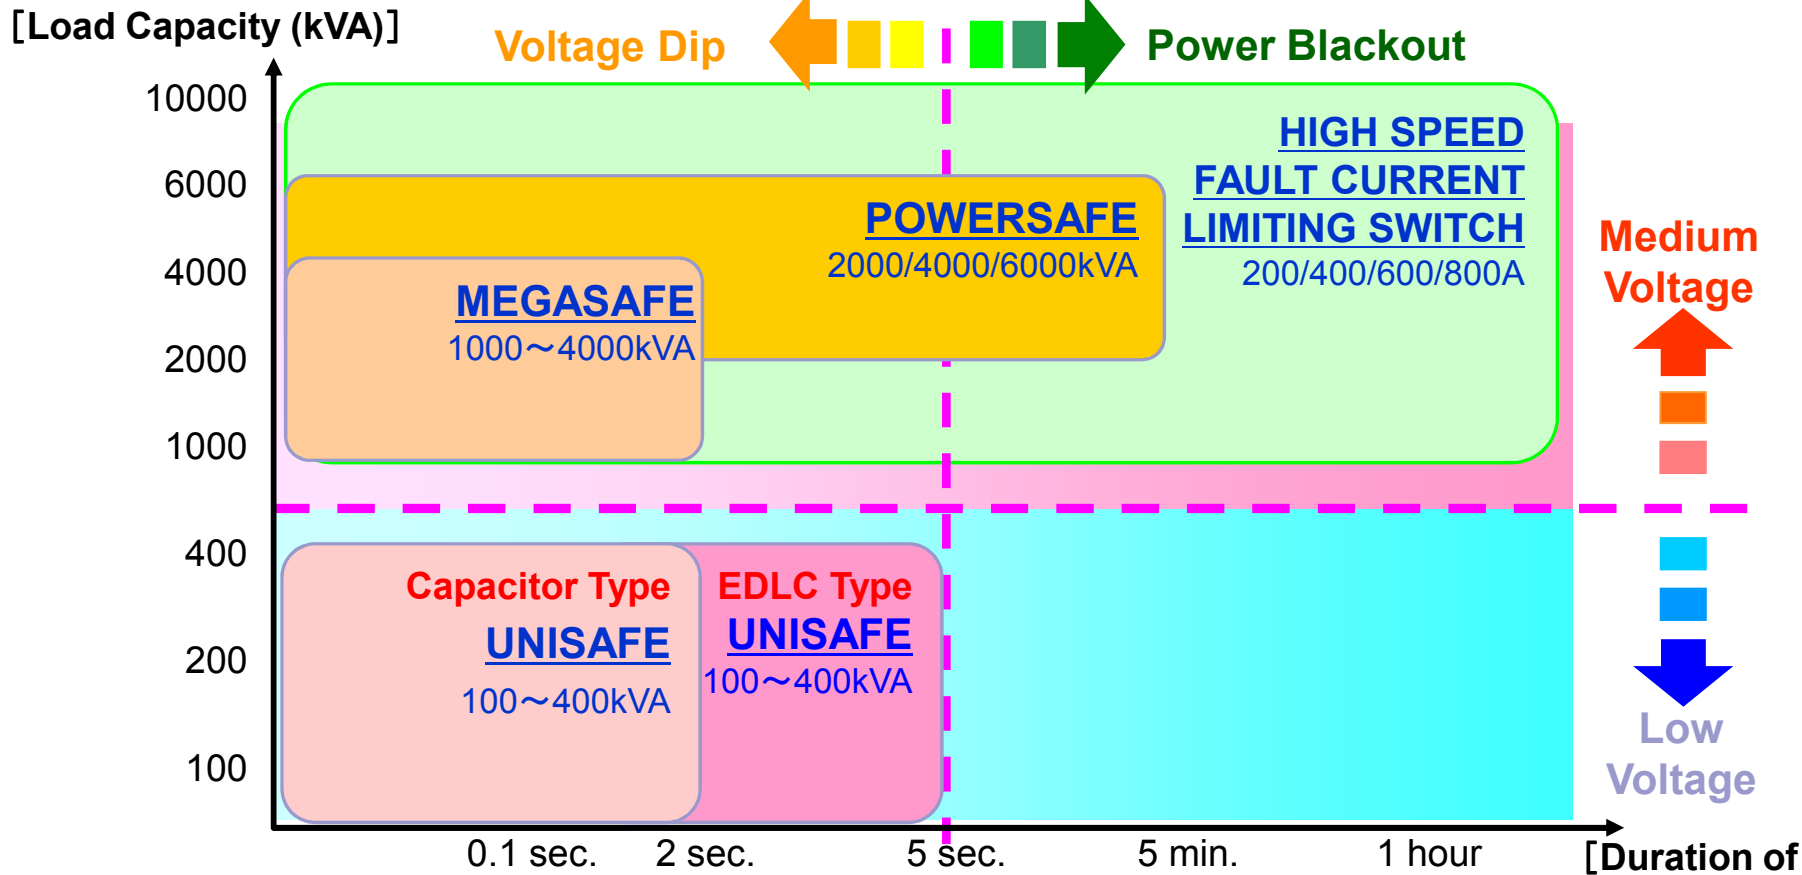 [Load Capacity (kVA)]
Voltage Dip
Power Blackout
10000
6000
4000
2000
1000
400
200
100
HIGH SPEED
FAULT CURRENT
LIMITING SWITCH
200/400/600/800A
POWERSAFE
2000/4000/6000kVA
MEGASAFE
1000～4000kVA
Medium
Voltage
Capacitor Type
UNISAFE
100～400kVA
EDLC Type
UNISAFE
100～400kVA
Low
Voltage
0.1 sec.
2 sec.
5 sec.
5 min.
1 hour
[Duration of